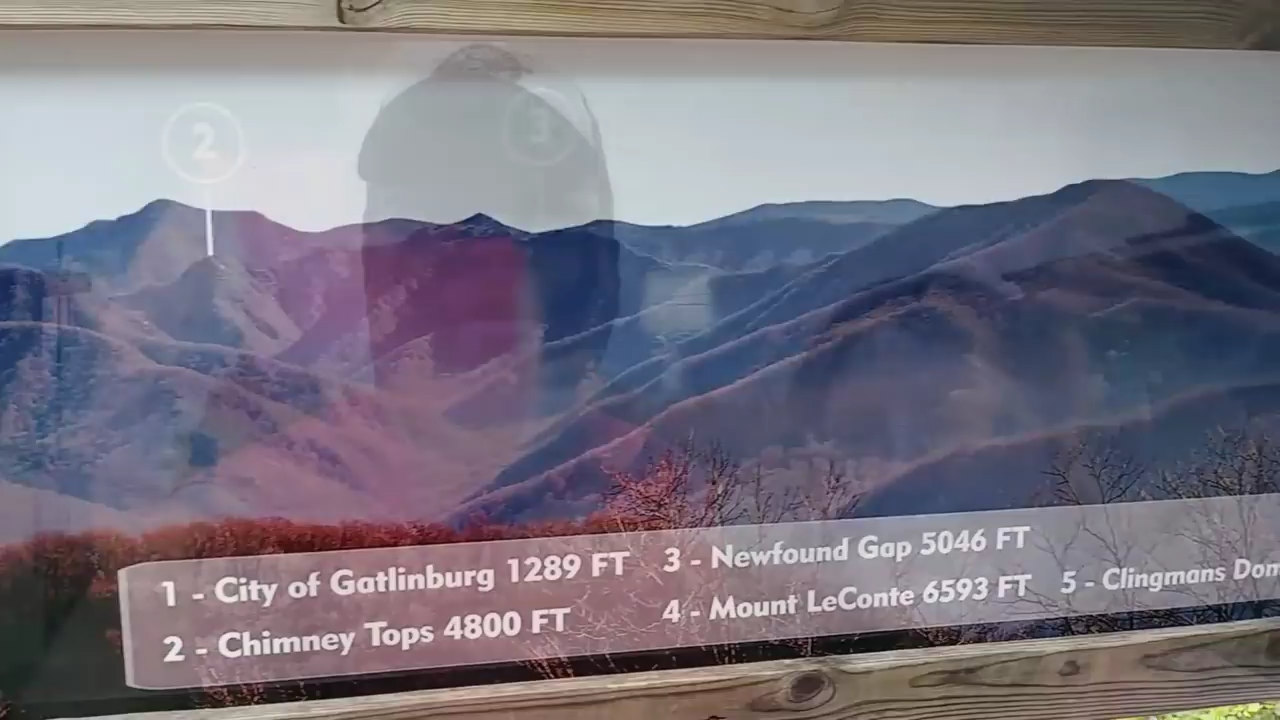 2
3
1 - City of Gatlinburg 1289 FT
2 - Chimney Tops 4800 FT
3 - Newfound Gap 5046 FT
4 - Mount LeConte 6593 FT
5 - Clingmans Dom